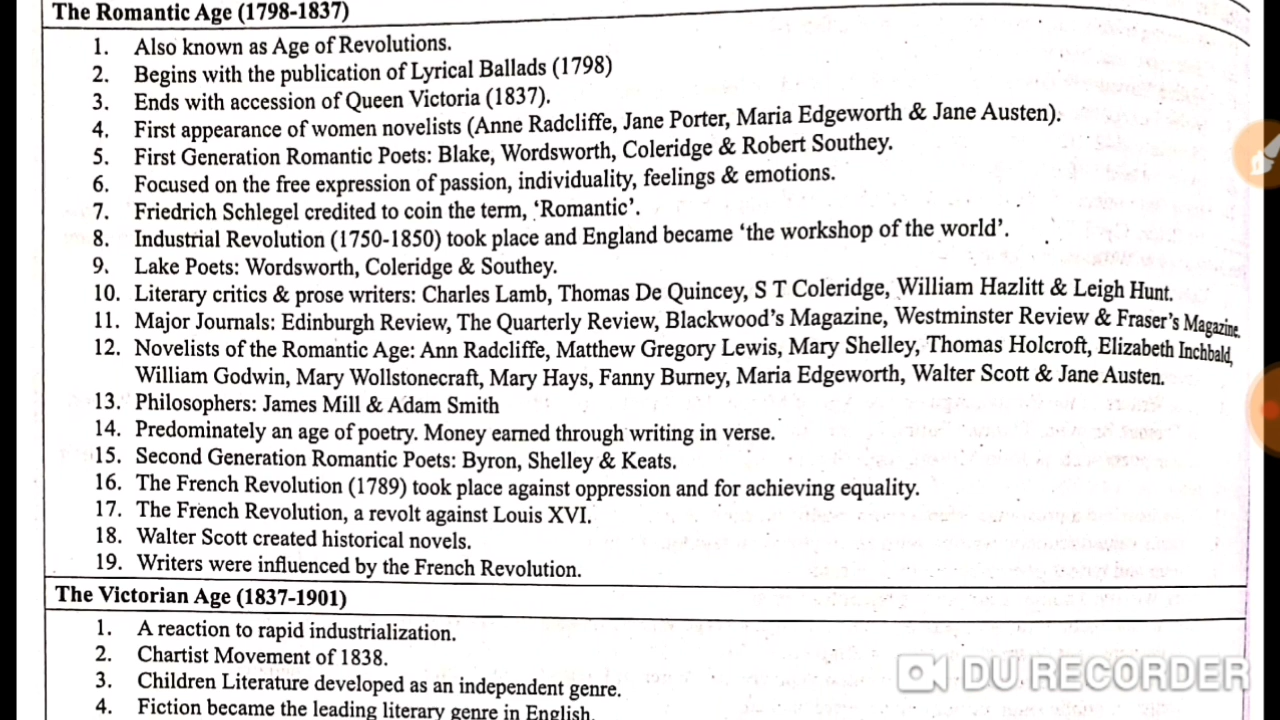 The Romantic Age (1798-1837)
1. Also known as Age of Revolutions.
2. Begins with the publication of Lyrical Ballads (1798)
3. Ends with accession of Queen Victoria (1837).
4. First appearance of women novelists (Anne Radcliffe, Jane Porter, Maria Edgeworth & Jane Austen).
5. First Generation Romantic Poets: Blake, Wordsworth, Coleridge & Robert Southey.
6. Focused on the free expression of passion, individuality, feelings & emotions.
7. Friedrich Schlegel credited to coin the term, ‘Romantic’.
8. Industrial Revolution (1750-1850) took place and England became ‘the workshop of the world’.
9. Lake Poets: Wordsworth, Coleridge & Southey.
10. Literary critics & prose writers: Charles Lamb, Thomas De Quincey, S T Coleridge, William Hazlitt & Leigh Hunt.
11. Major Journals: Edinburgh Review, The Quarterly Review, Blackwood’s Magazine, Westminster Review & Fraser’s Magazine.
12. Novelists of the Romantic Age: Ann Radcliffe, Matthew Gregory Lewis, Mary Shelley, Thomas Holcroft, Elizabeth Inchbald,
William Godwin, Mary Wollstonecraft, Mary Hays, Fanny Burney, Maria Edgeworth, Walter Scott & Jane Austen.
13. Philosophers: James Mill & Adam Smith
14. Predominately an age of poetry. Money earned through writing in verse.
15. Second Generation Romantic Poets: Byron, Shelley & Keats.
16. The French Revolution (1789) took place against oppression and for achieving equality.
17. The French Revolution, a revolt against Louis XVI.
18. Walter Scott created historical novels.
19. Writers were influenced by the French Revolution.
The Victorian Age (1837-1901)
1. A reaction to rapid industrialization.
2. Chartist Movement of 1838.
3. Children Literature developed as an independent genre.
4. Fiction became the leading literary genre in English.
DU RECORDER